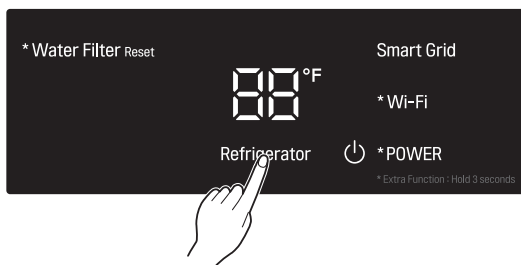 * Water Filter Reset
88°F
Refrigerator
Smart Grid
* Wi-Fi
* POWER
* Extra Function : Hold 3 seconds